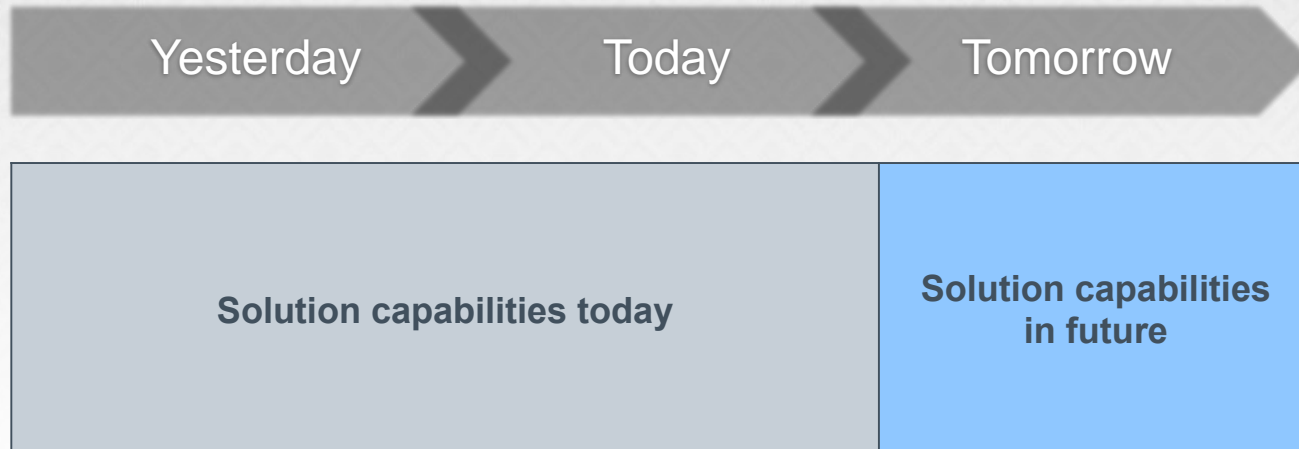 Yesterday
Today
Tomorrow
Solution capabilities today
Solution capabilities
in future